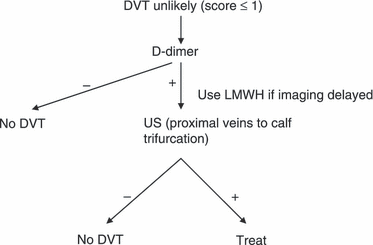 DVT unlikely (score ≤ 1)
D-dimer
– +
Use LMWH if imaging delayed
No DVT
US (proximal veins to calf
trifurcation)
– +
No DVT
Treat